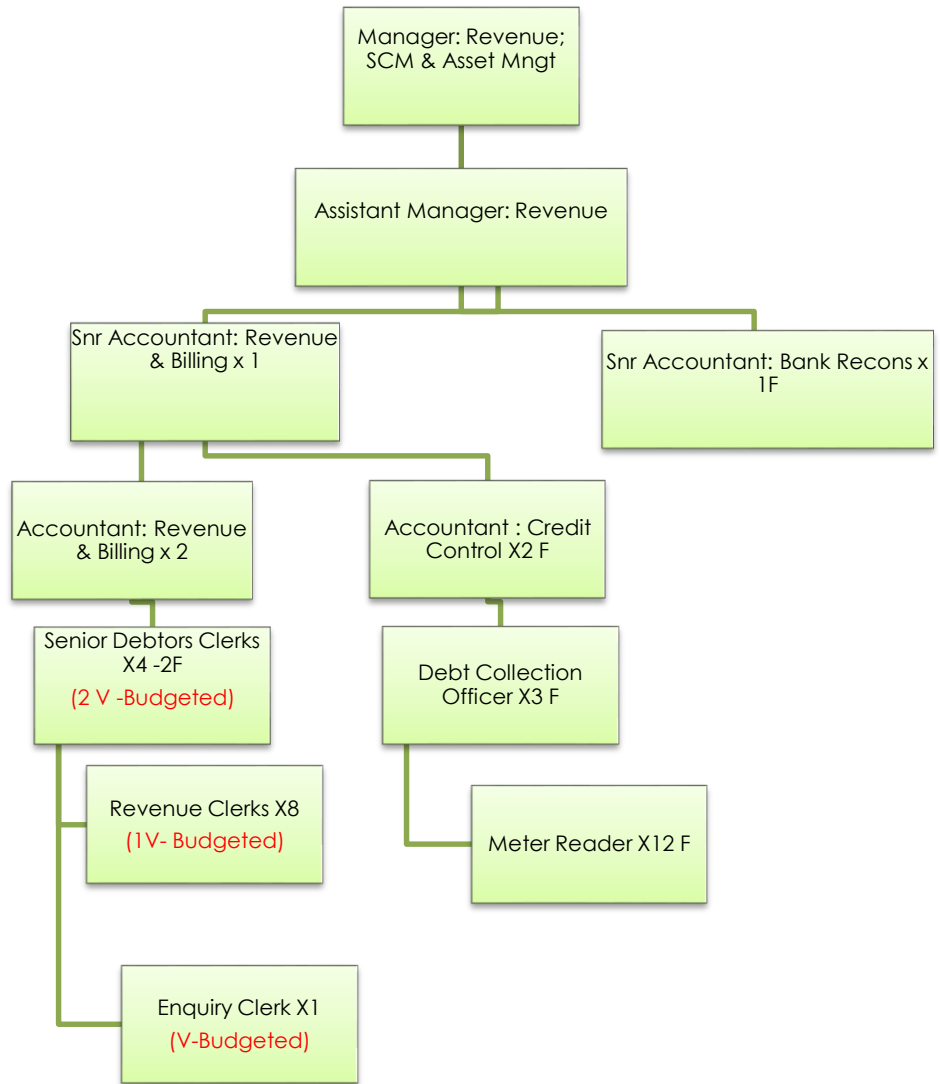 Manager: Revenue;
SCM & Asset Mngt
Assistant Manager: Revenue
Snr Accountant: Revenue
& Billing x 1
Snr Accountant: Bank Recons x
1F
Accountant: Revenue
& Billing x 2
Accountant : Credit
Control X2 F
Senior Debtors Clerks
X4 -2F
(2 V -Budgeted)
Debt Collection
Officer X3 F
Revenue Clerks X8
(1V- Budgeted)
Meter Reader X12 F
Enquiry Clerk X1
(V-Budgeted)